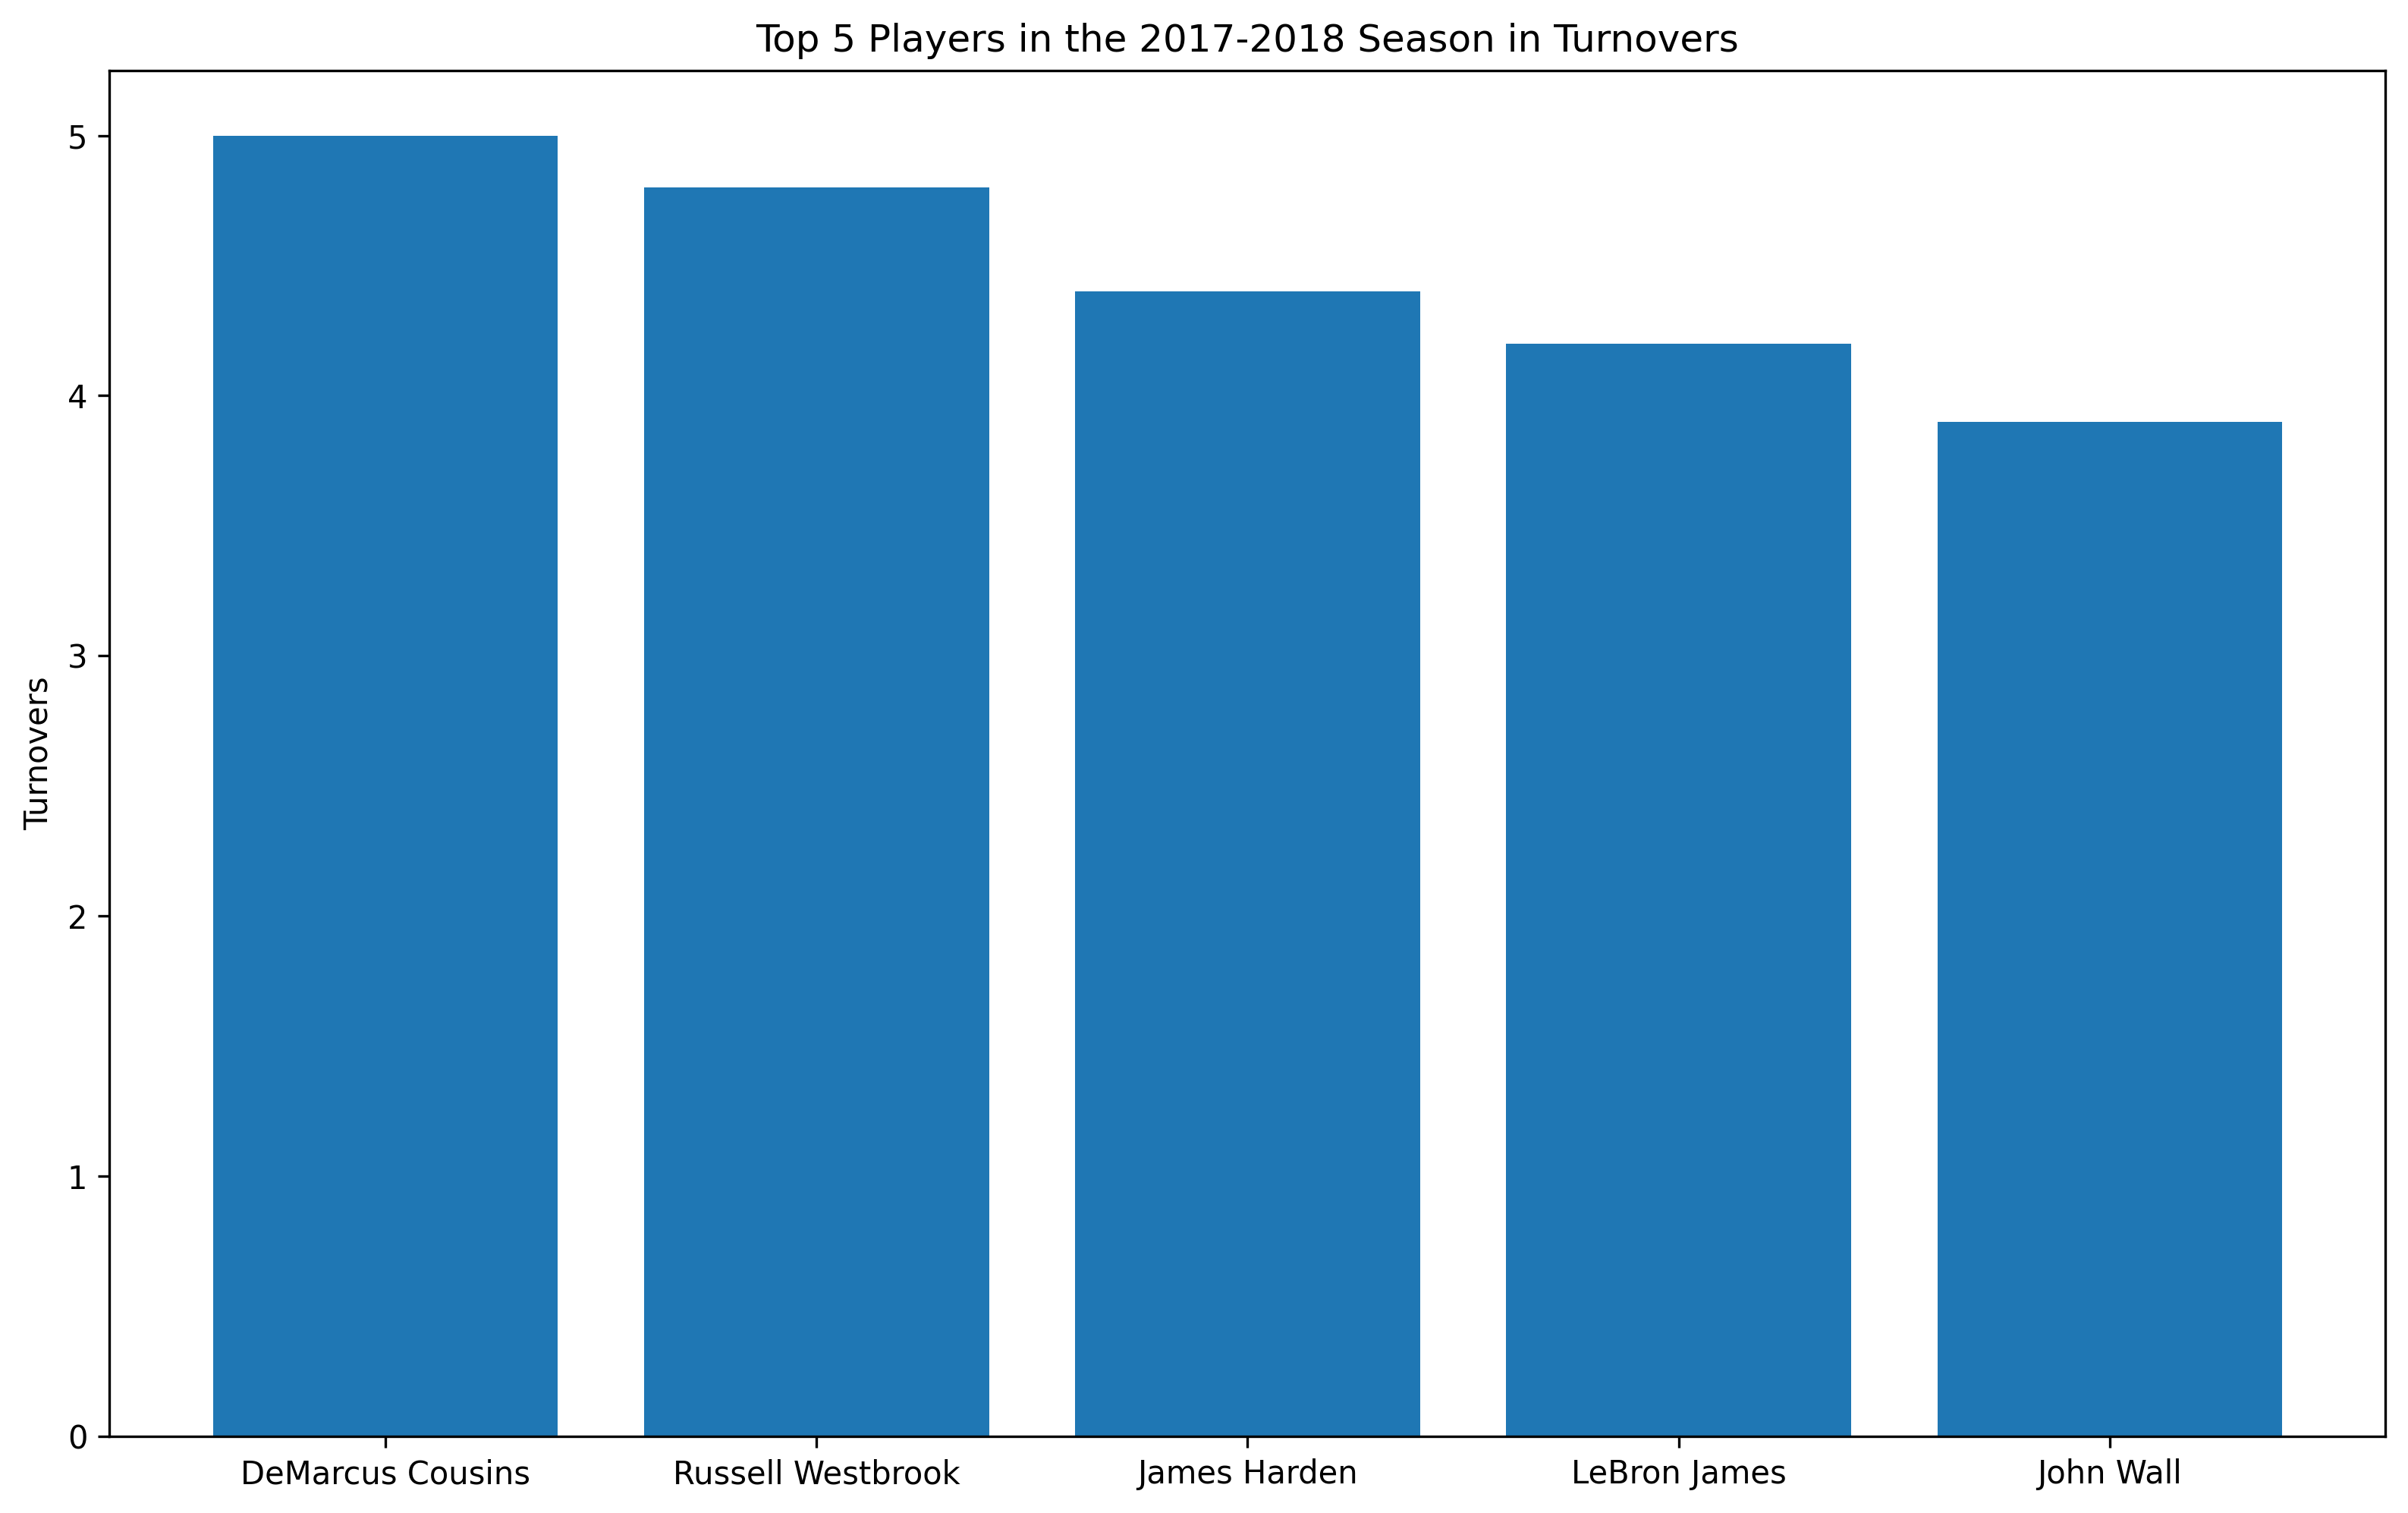 Top 5 Players in the 2017-2018 Season in Turnovers
Turnovers
5
4
3
2
1
0
DeMarcus Cousins
Russell Westbrook
James Harden
LeBron James
John Wall